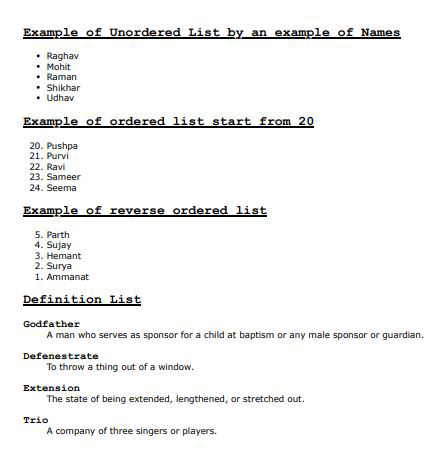 Example of Unordered List by an example of Names
• Raghav
• Mohit
• Raman
• Shikhar
• Udhav
Example of ordered list start from 20
20. Pushpa
21. Purvi
22. Ravi
23. Sameer
24. Seema
Example of reverse ordered list
5. Parth
4. Sujay
3. Hemant
2. Surya
1. Ammanat
Definition List
Godfather
A man who serves as sponsor for a child at baptism or any male sponsor or guardian.
Defenestrate
To throw a thing out of a window.
Extension
The state of being extended, lengthened, or stretched out.
Trio
A company of three singers or players.